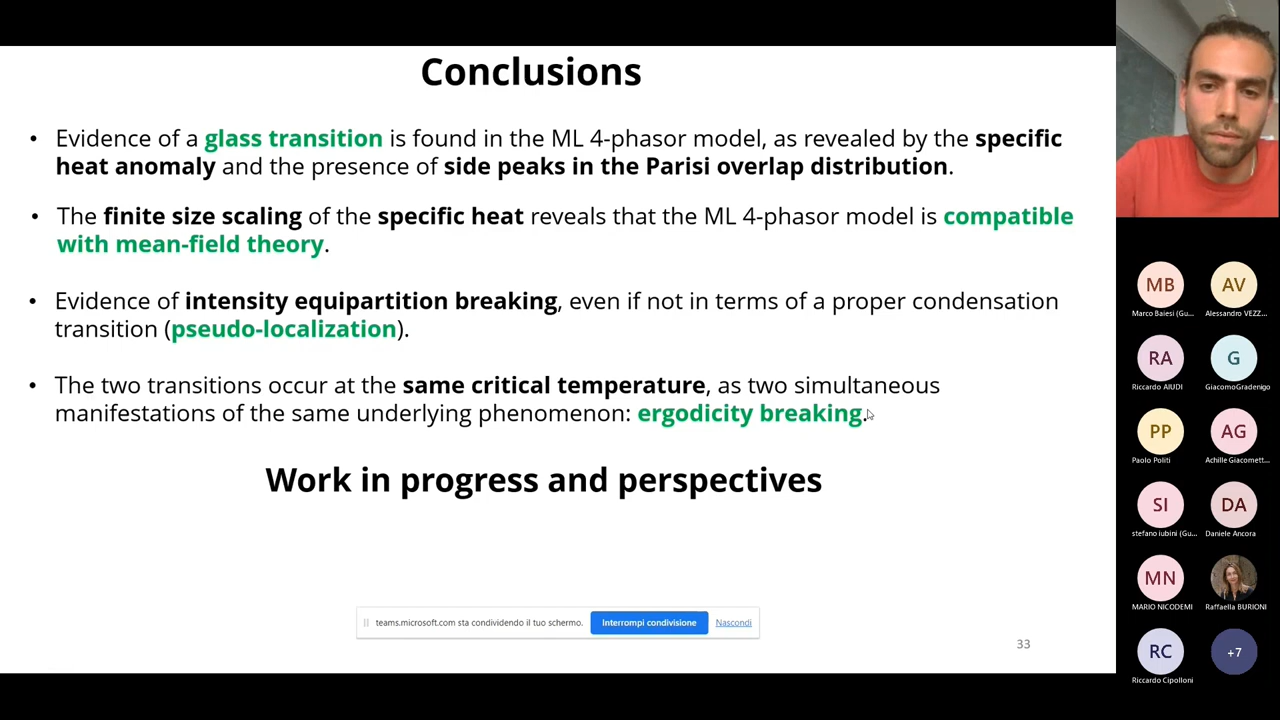 Conclusions
• Evidence of a glass transition is found in the ML 4-phasor model, as revealed by the specific
heat anomaly and the presence of side peaks in the Parisi overlap distribution.
• The finite size scaling of the specific heat reveals that the ML 4-phasor model is compatible
with mean-field theory.
• Evidence of intensity equipartition breaking, even if not in terms of a proper condensation
transition (pseudo-localization).
• The two transitions occur at the same critical temperature, as two simultaneous
manifestations of the same underlying phenomenon: ergodicity breaking.
Work in progress and perspectives
teams.microsoft.com sta condividendo il tuo schermo. Interrompi condivisione Nascondi
33
MB AV
Marco Baiesi (Gu... Alessandro VEZZ...
RA G
Riccardo AIUDI GiacomoGradenigo
PP AG
Paolo Politi Achille Giacomett...
SI DA
stefano iubini (Gu... Daniele Ancora
MN
MARIO NICODEMI Raffaella BURIONI
RC +7
Riccardo Cipolloni